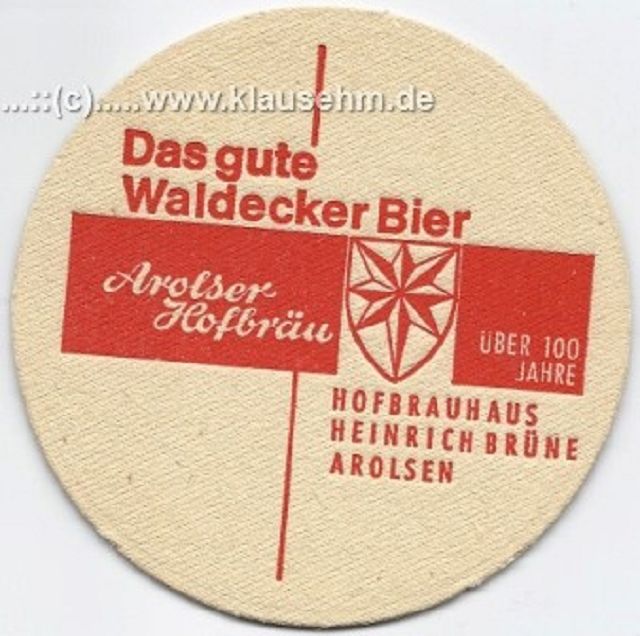 ...::(c).....www.klausehm.de
Das gute
Waldecker Bier
Arolser
Hofbräu
ÜBER 100
JAHRE
HOFBRAUHAUS
HEINRICH BRÜNE
AROLSEN